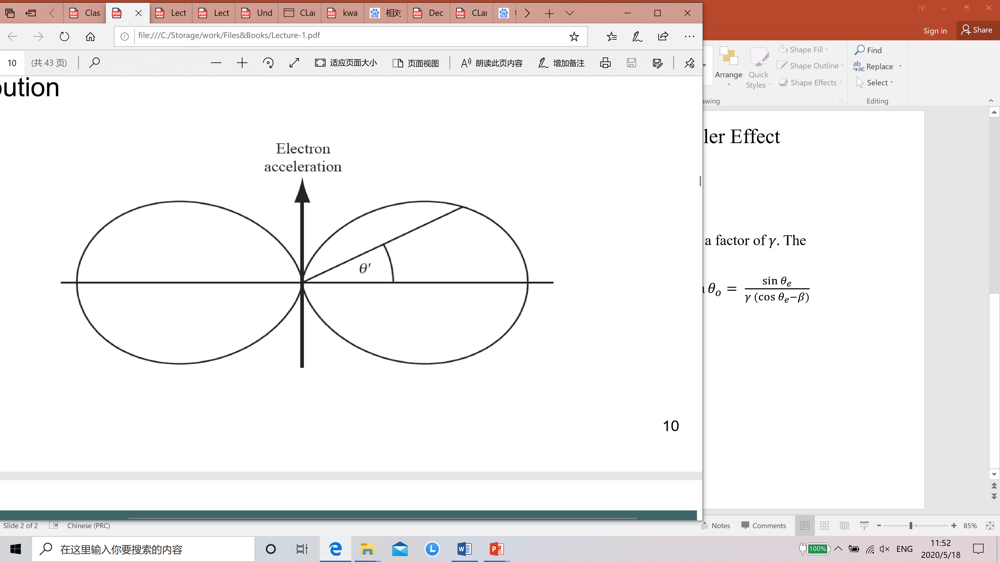 Clas
Lect
Lect
Und
CLar
kwa
相对
Dec
CLar
file:///C:/Storage/work/Files&Books/Lecture-1.pdf
Sign in
Share
10
(共 43 页)
适应页面大小
页面视图
朗读此页内容
增加备注
Arrange
Quick
Styles
Shape Fill
Shape Outline
Shape Effects
awing
Find
Replace
Select
Editing
bution
Electron
acceleration
θ'
10
ler Effect
a factor of γ. The
θₒ = sin θₑ / γ (cos θₑ−β)
Slide 2 of 2
Chinese (PRC)
Notes
Comments
85%
在这里输入你要搜索的内容
100%
ENG
11:52
2020/5/18